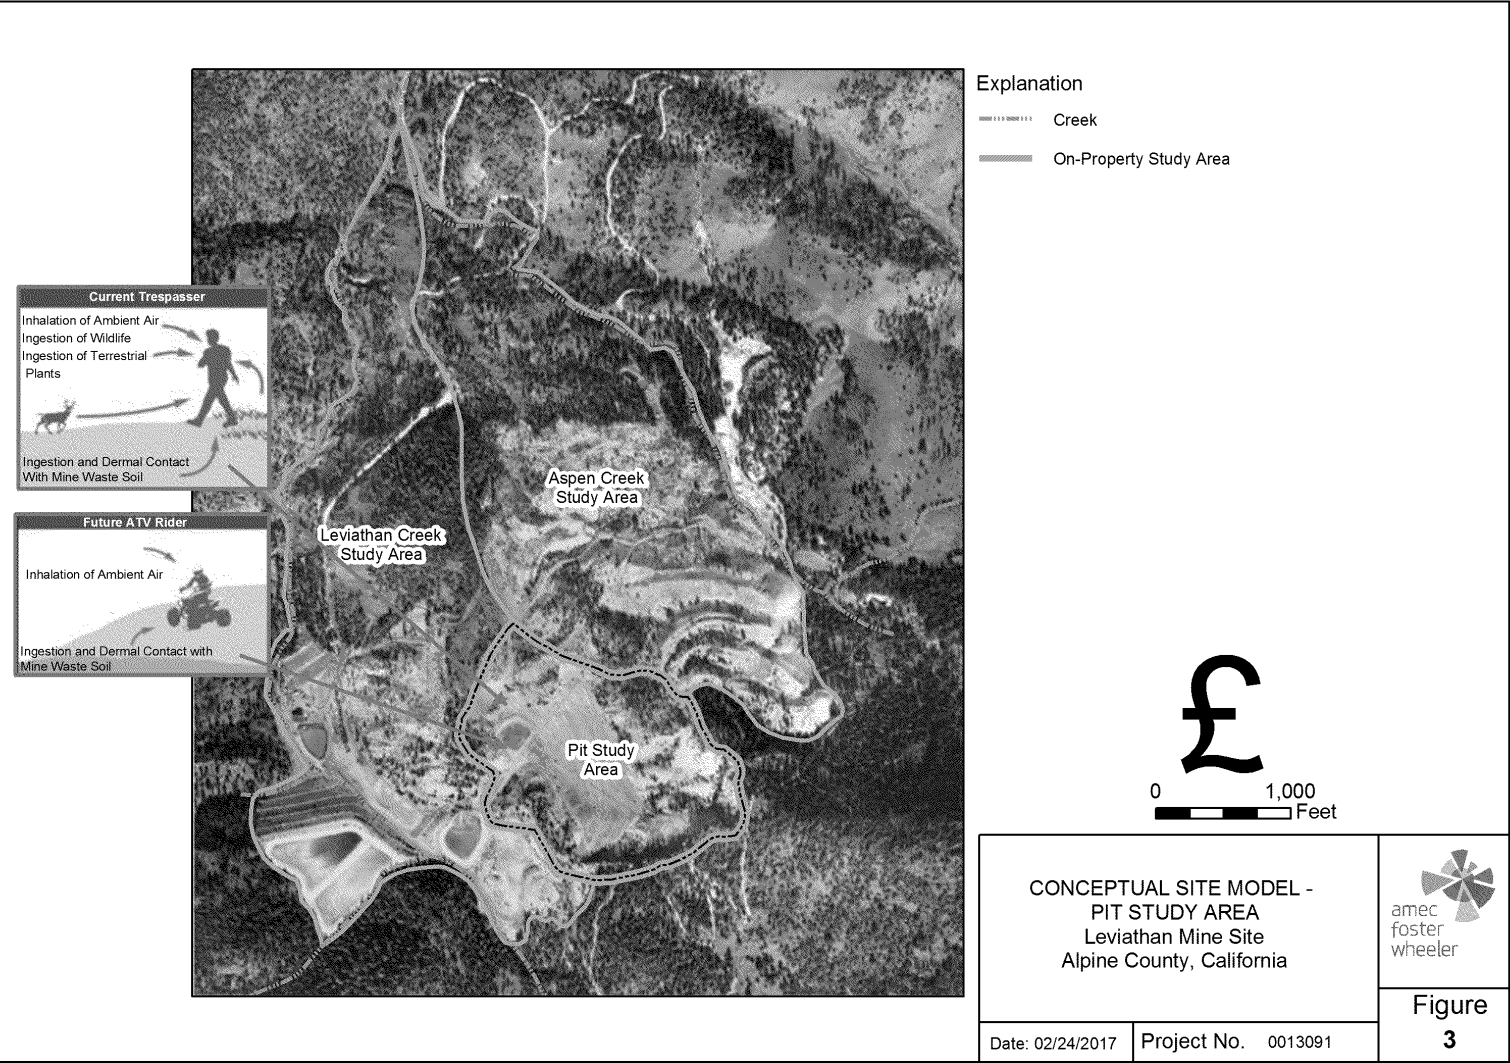 Explanation
Creek
On-Property Study Area
Current Trespasser
Inhalation of Ambient Air
Ingestion of Wildlife
Ingestion of Terrestrial
Plants
Ingestion and Dermal Contact
With Mine Waste Soil
Future ATV Rider
Inhalation of Ambient Air
Ingestion and Dermal Contact with
Mine Waste Soil
Aspen Creek
Study Area
Leviathan Creek
Study Area
Pit Study
Area
£
0 1,000
Feet
CONCEPTUAL SITE MODEL -
PIT STUDY AREA
Leviathan Mine Site
Alpine County, California
amec
foster
wheeler
Date: 02/24/2017
Project No. 0013091
Figure
3